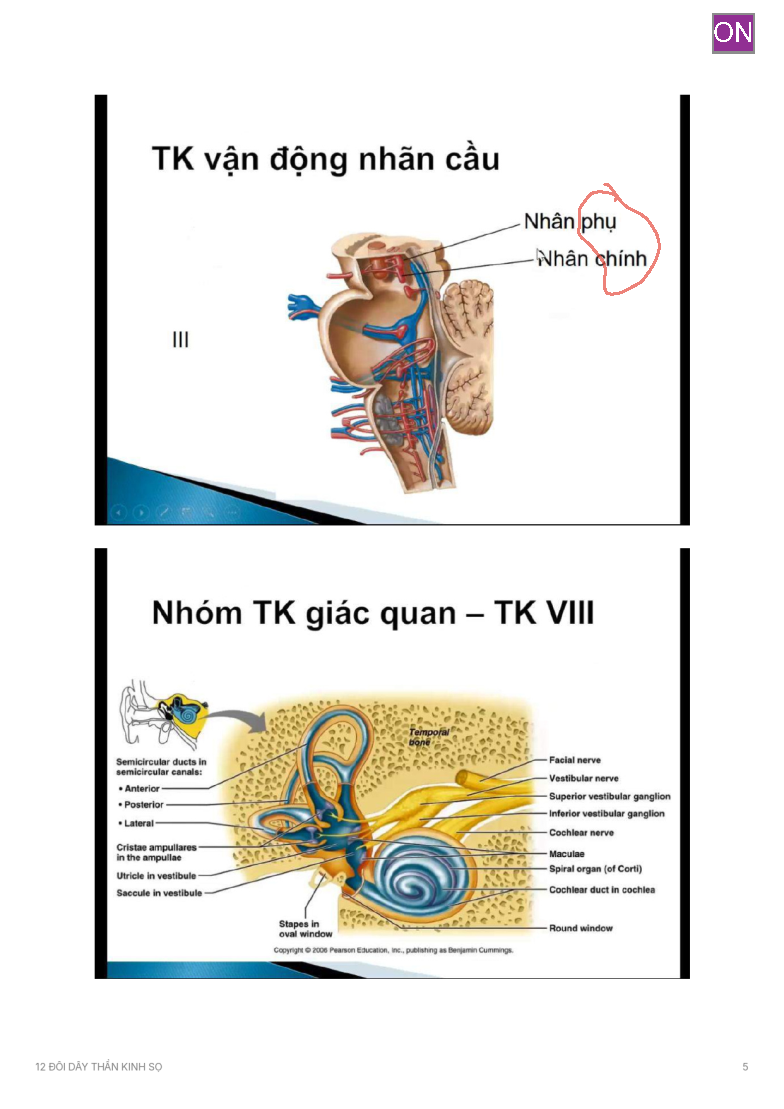 ON
TK vận động nhãn cầu
Nhân phụ
Nhân chính
III
Nhóm TK giác quan – TK VIII
Temporal
bone
Semicircular ducts in
semicircular canals:
• Anterior
• Posterior
• Lateral
Cristae ampullares
in the ampullae
Utricle in vestibule
Saccule in vestibule
Stapes in
oval window
Facial nerve
Vestibular nerve
Superior vestibular ganglion
Inferior vestibular ganglion
Cochlear nerve
Maculae
Spiral organ (of Corti)
Cochlear duct in cochlea
Round window
Copyright © 2006 Pearson Education, Inc., publishing as Benjamin Cummings.
12 ĐÔI DÂY THẦN KINH SỌ
5